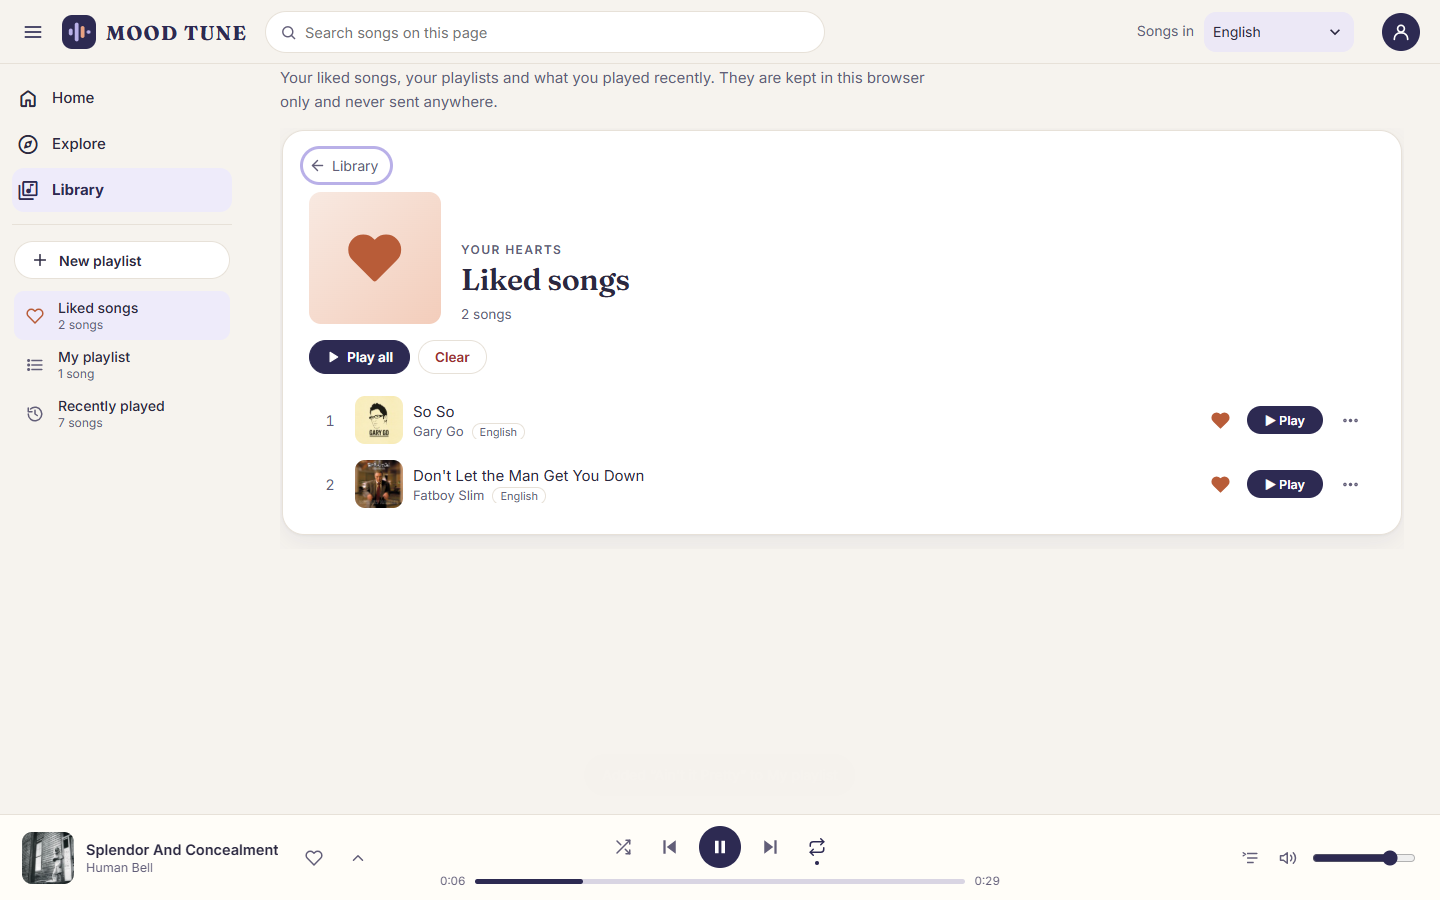 MOOD TUNE
Search songs on this page
Songs in
English
Home
Explore
Library
New playlist
Liked songs
2 songs
My playlist
1 song
Recently played
7 songs
Your liked songs, your playlists and what you played recently. They are kept in this browser
only and never sent anywhere.
Library
YOUR HEARTS
Liked songs
2 songs
Play all
Clear
1
GARY GO
So So
Gary Go
English
Play
2
Don't Let the Man Get You Down
Fatboy Slim
English
Play
Splendor And Concealment
Human Bell
0:06
0:29